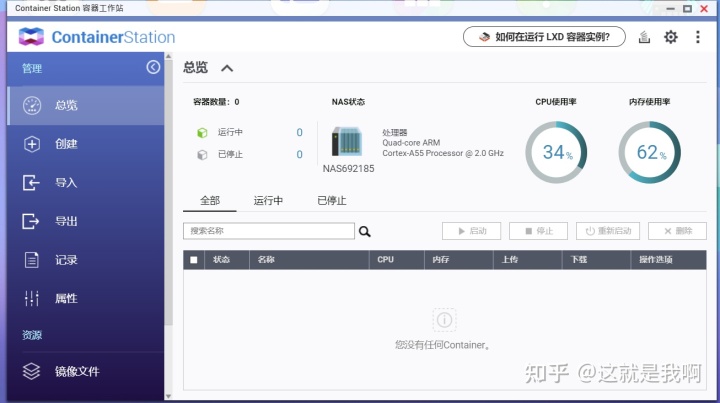 Container Station 容器工作站
ContainerStation
如何在运行 LXD 容器实例?
管理
总览
创建
导入
导出
记录
属性
资源
镜像文件
总览
容器数量: 0
运行中 0
已停止 0
NAS状态
NAS692185
处理器
Quad-core ARM
Cortex-A55 Processor @ 2.0 GHz
CPU使用率
34%
内存使用率
62%
全部 运行中 已停止
搜索名称
启动 停止 重新启动 删除
状态 名称 CPU 内存 上传 下载 操作选项
您没有任何Container。
知乎 @这就是我啊